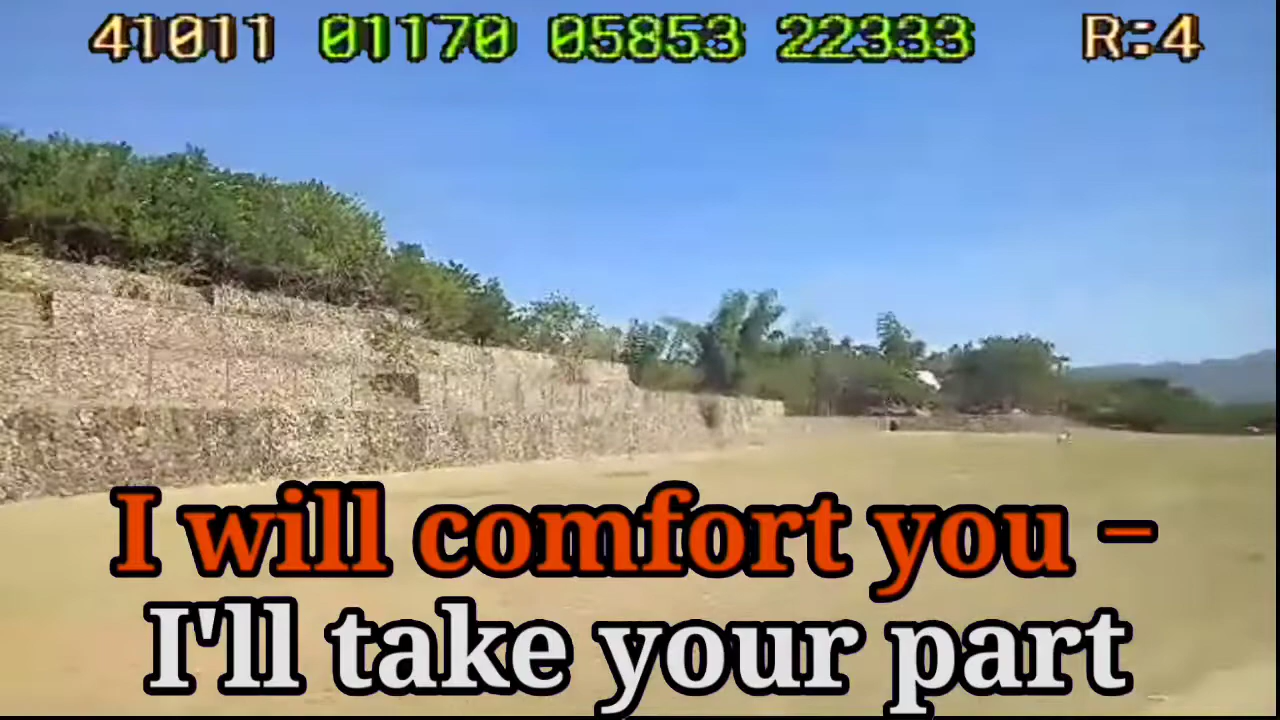 41011 01170 05853 22333 R:4
I will comfort you –
I'll take your part